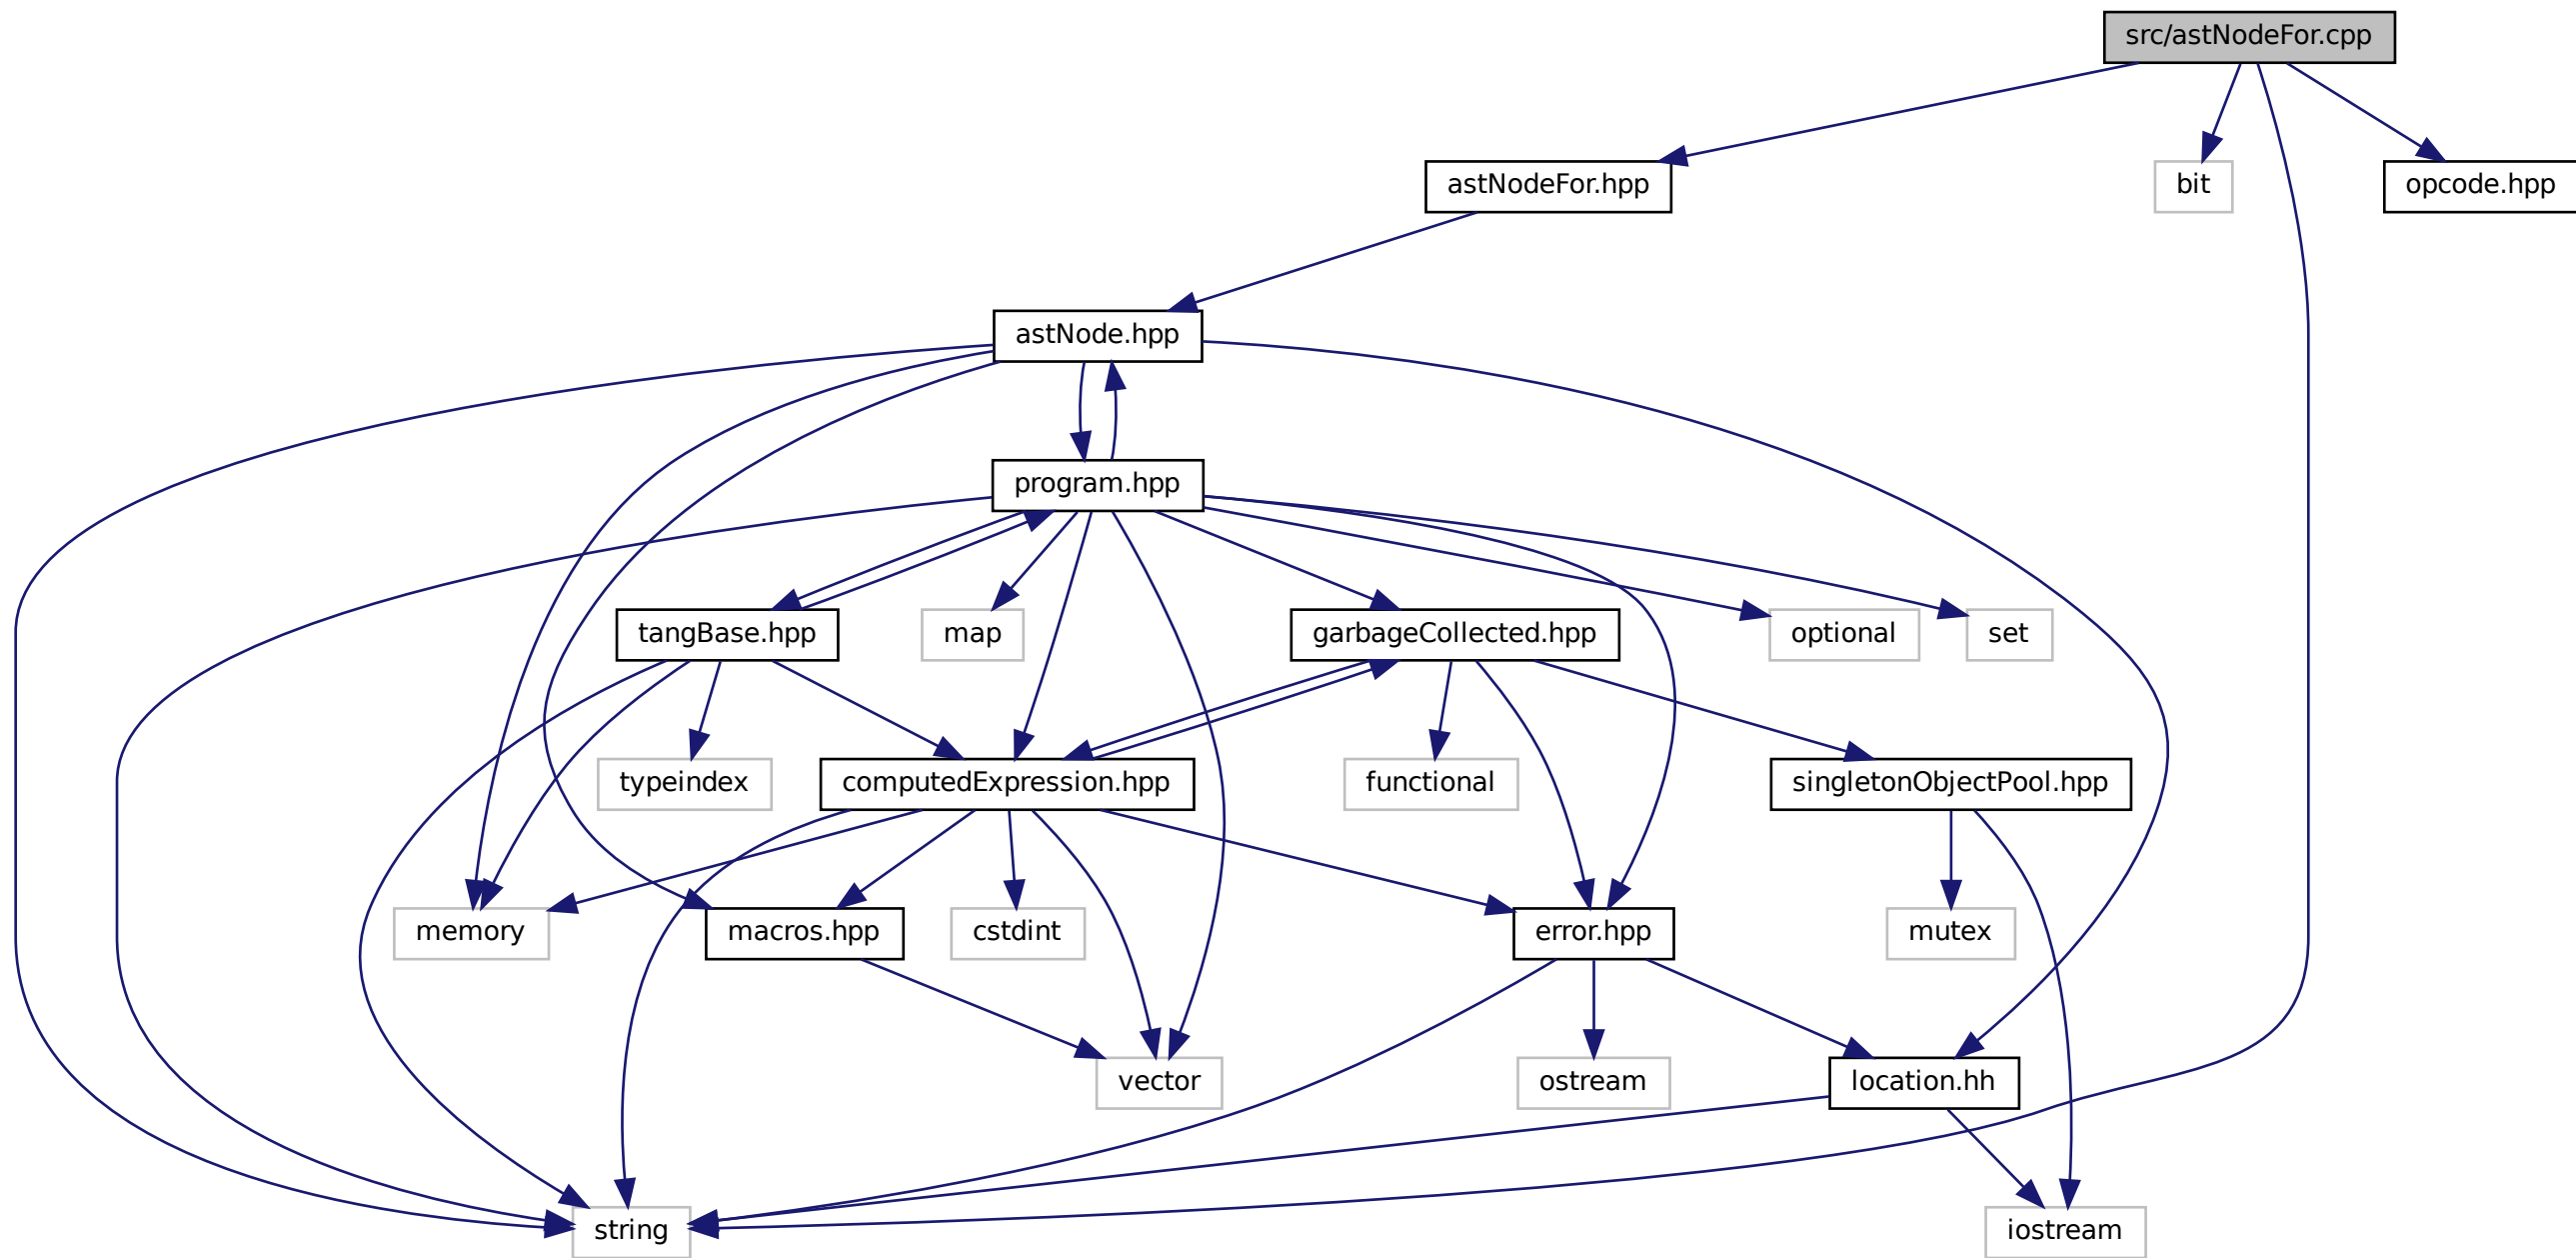 src/astNodeFor.cpp
astNodeFor.hpp
bit
opcode.hpp
astNode.hpp
program.hpp
tangBase.hpp
map
garbageCollected.hpp
optional
set
typeindex
computedExpression.hpp
functional
singletonObjectPool.hpp
memory
macros.hpp
cstdint
error.hpp
mutex
vector
ostream
location.hh
string
iostream